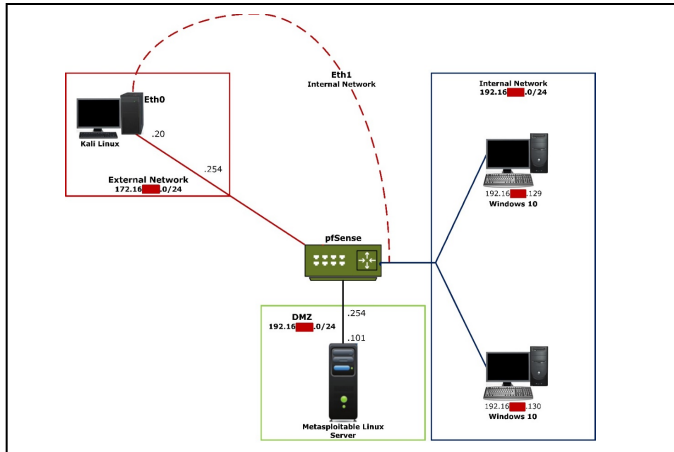 Eth1
Internal Network
Internal Network
192.16 .0/24
Eth0
.20
Kali Linux
.254
External Network
172.16 .0/24
192.16 .129
Windows 10
pfSense
DMZ
192.16 .0/24
.254
.101
Metasploitable Linux
Server
192.16 .130
Windows 10